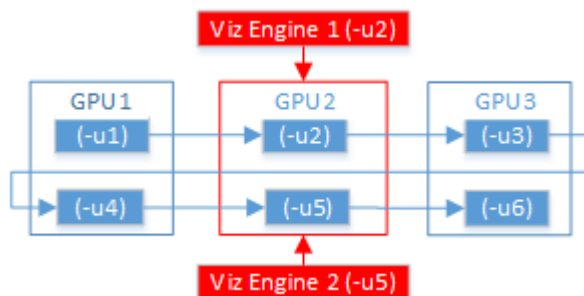 Viz Engine 1 (-u2)
GPU1 GPU2 GPU3
(-u1) (-u2) (-u3)
(-u4) (-u5) (-u6)
Viz Engine 2 (-u5)